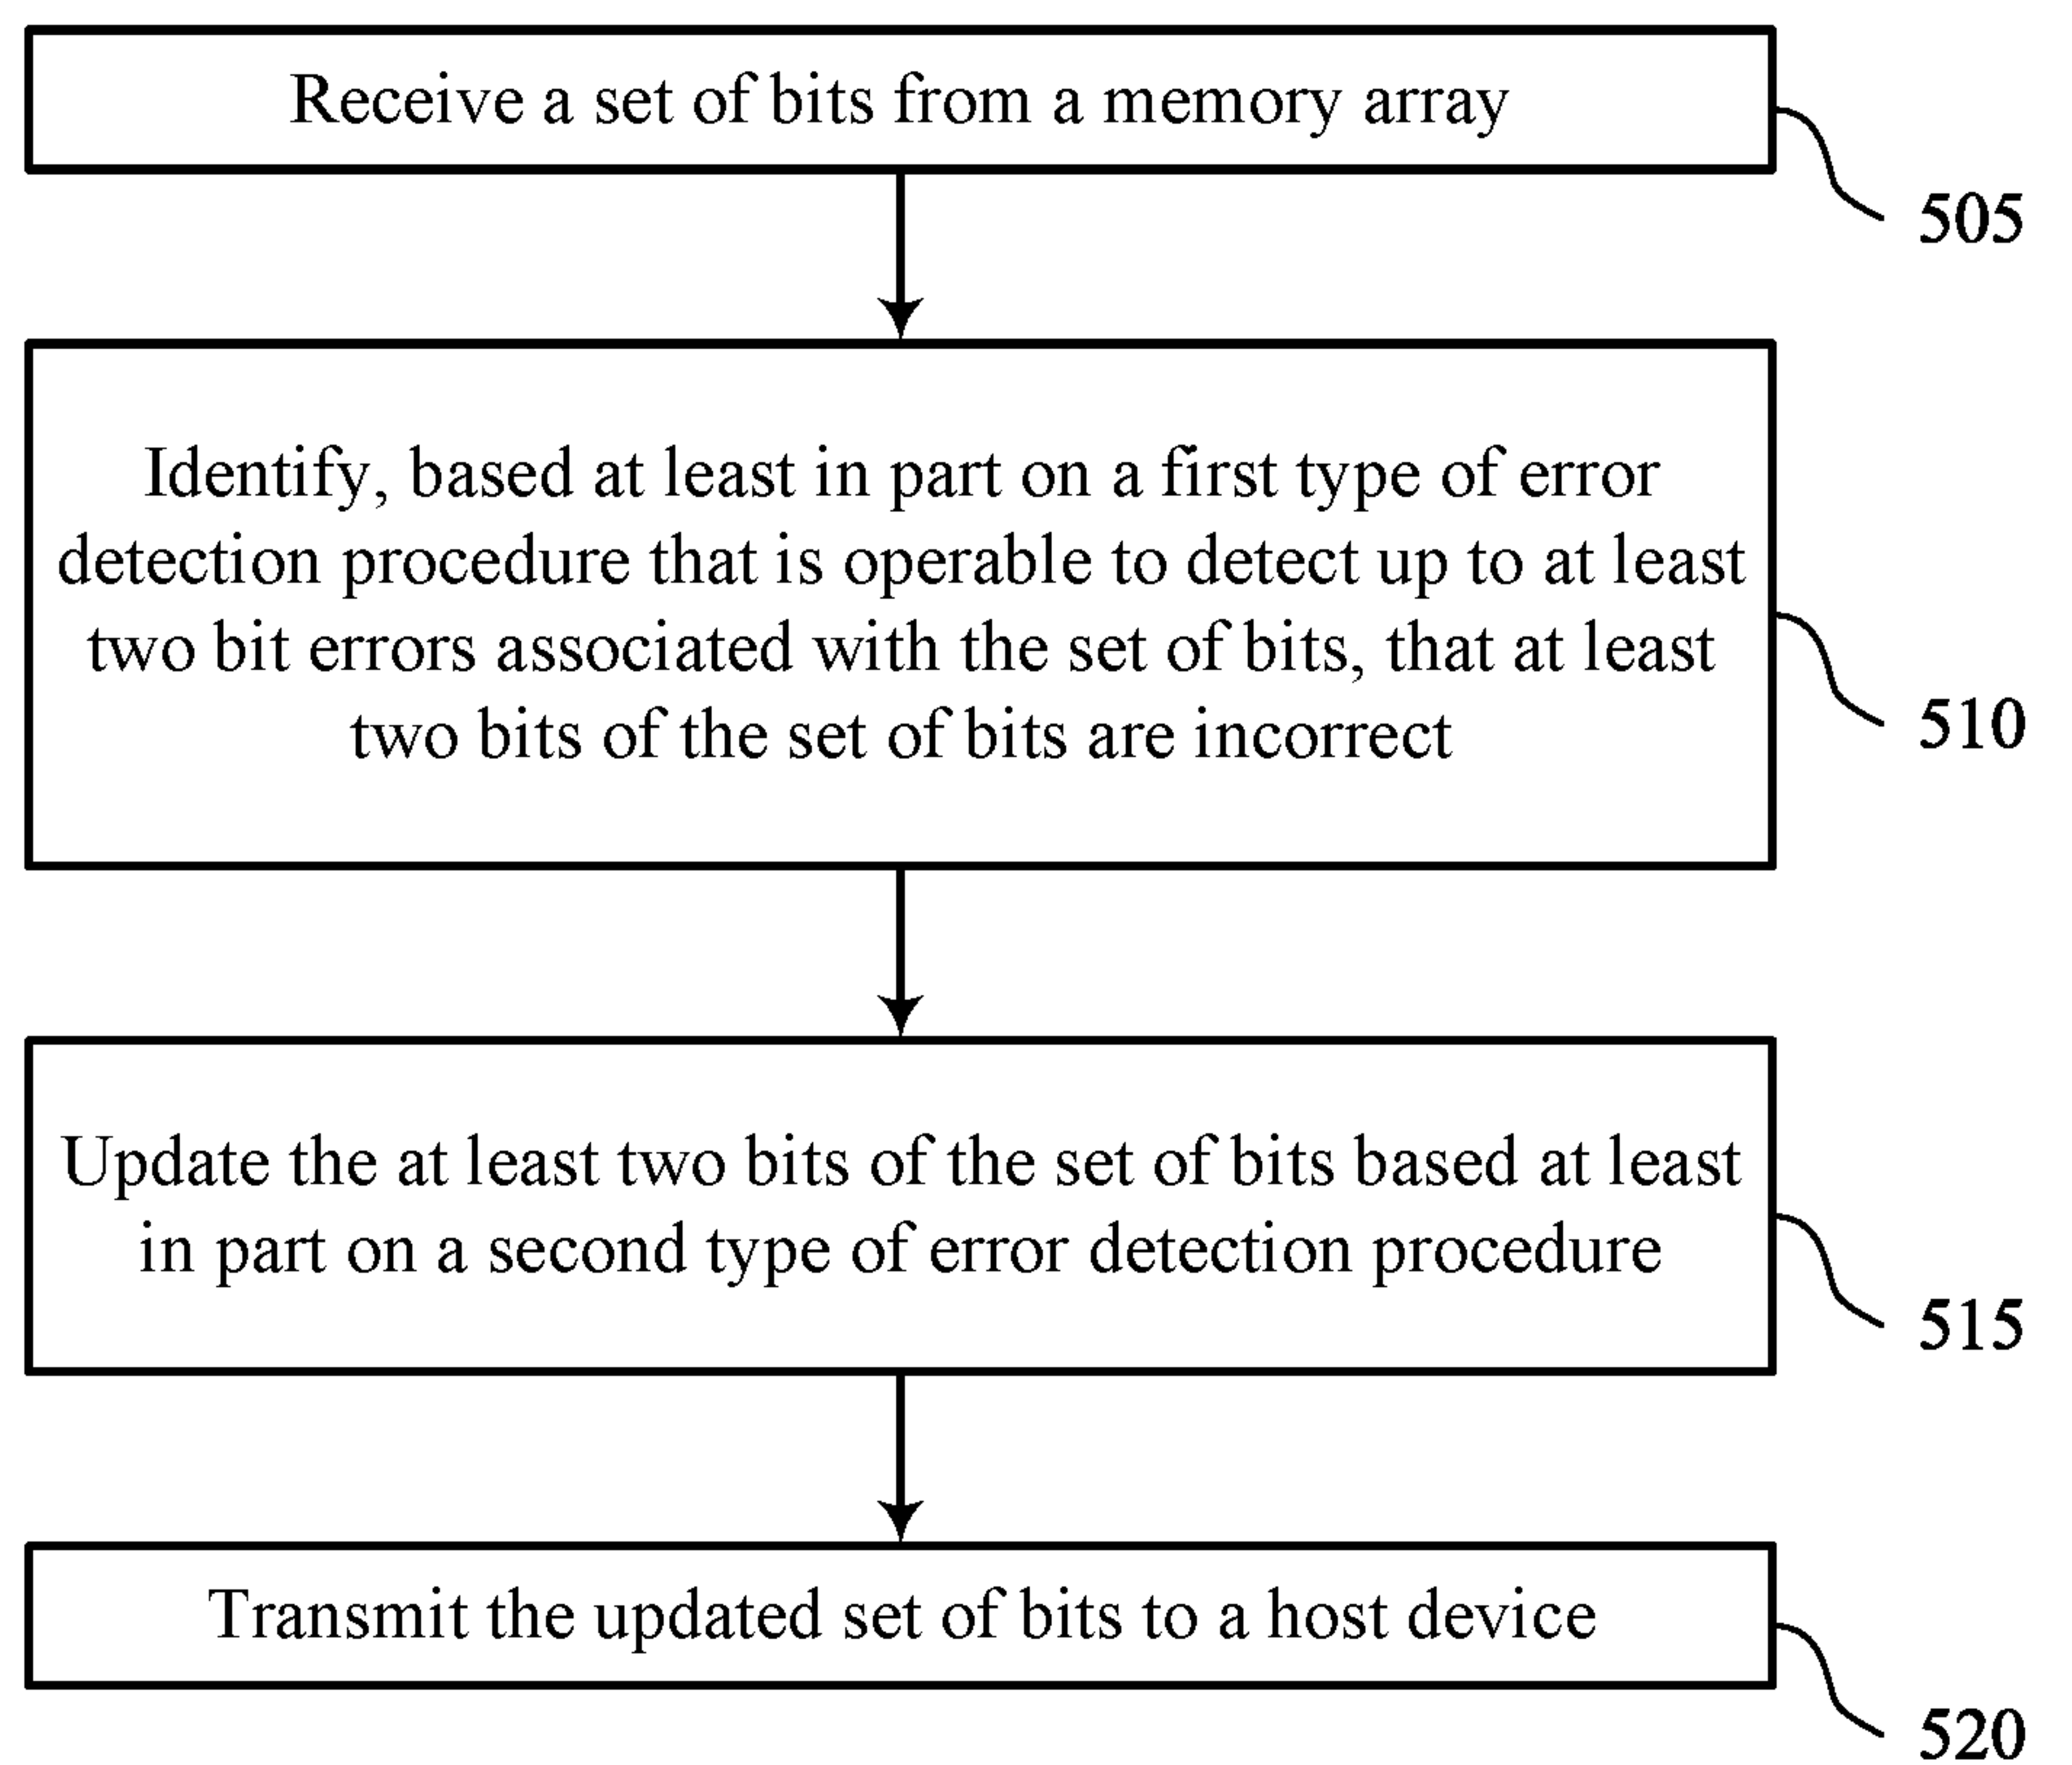 Receive a set of bits from a memory array
505
Identify, based at least in part on a first type of error
detection procedure that is operable to detect up to at least
two bit errors associated with the set of bits, that at least
two bits of the set of bits are incorrect
510
Update the at least two bits of the set of bits based at least
in part on a second type of error detection procedure
515
Transmit the updated set of bits to a host device
520